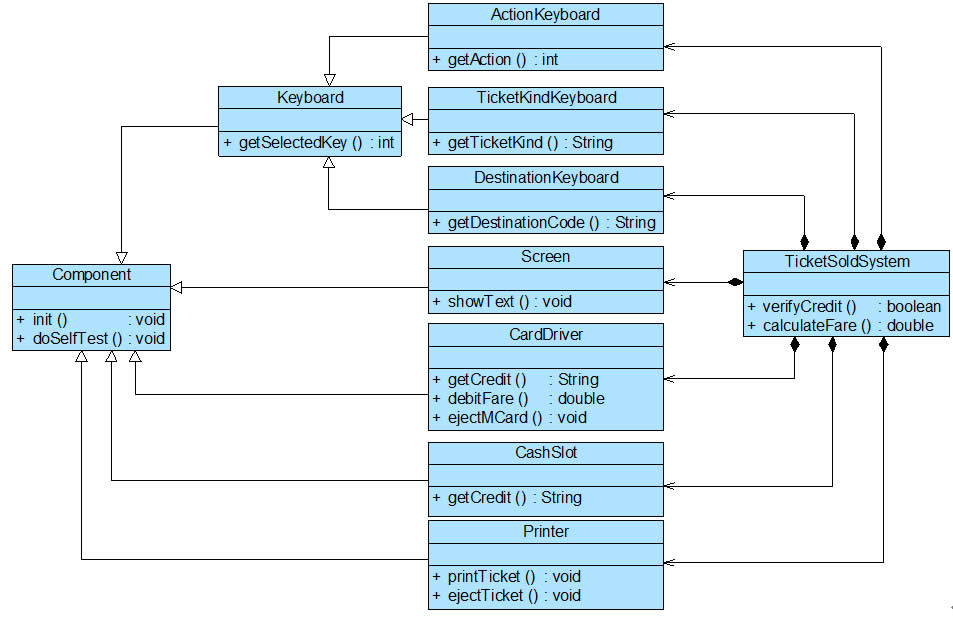 ActionKeyboard
+ getAction () : int
Keyboard
+ getSelectedKey () : int
TicketKindKeyboard
+ getTicketKind () : String
DestinationKeyboard
+ getDestinationCode () : String
Component
+ init () : void
+ doSelfTest () : void
Screen
+ showText () : void
TicketSoldSystem
+ verifyCredit () : boolean
+ calculateFare () : double
CardDriver
+ getCredit () : String
+ debitFare () : double
+ ejectMCard () : void
CashSlot
+ getCredit () : String
Printer
+ printTicket () : void
+ ejectTicket () : void